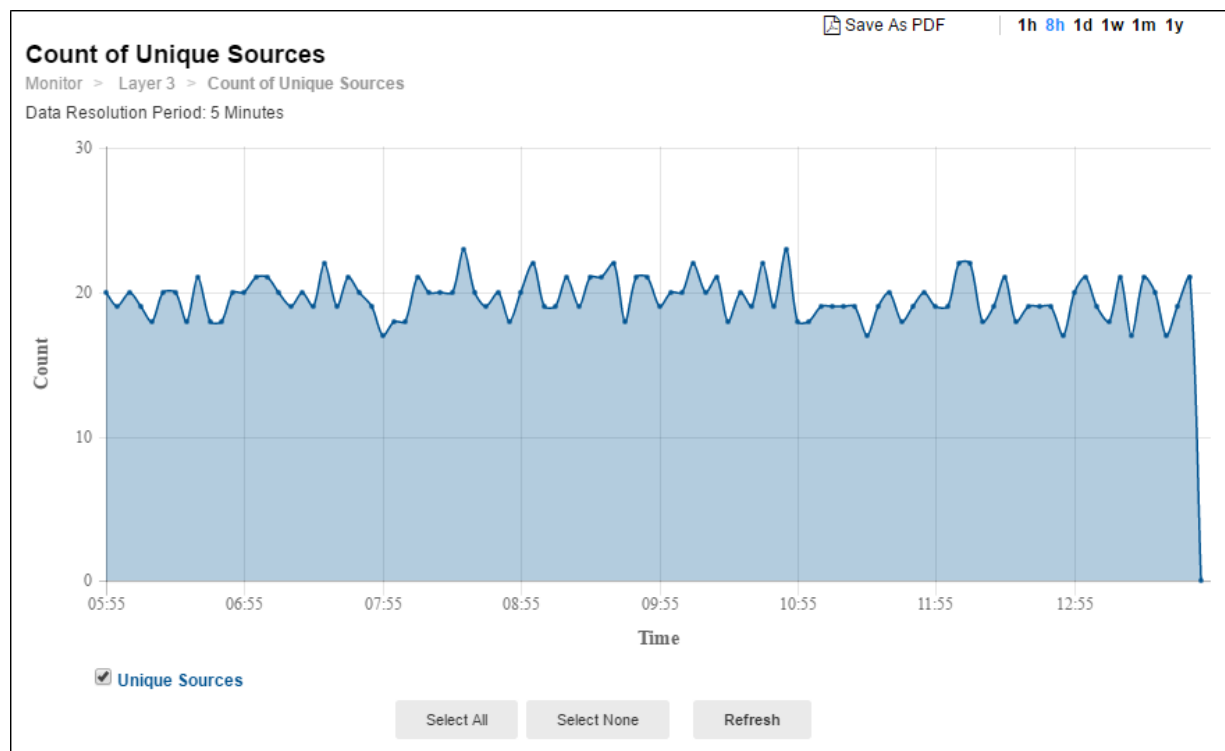 Save As PDF 1h 8h 1d 1w 1m 1y
Count of Unique Sources
Monitor > Layer 3 > Count of Unique Sources
Data Resolution Period: 5 Minutes
30
20
10
0
Count
05:55 06:55 07:55 08:55 09:55 10:55 11:55 12:55
Time
Unique Sources
Select All Select None Refresh